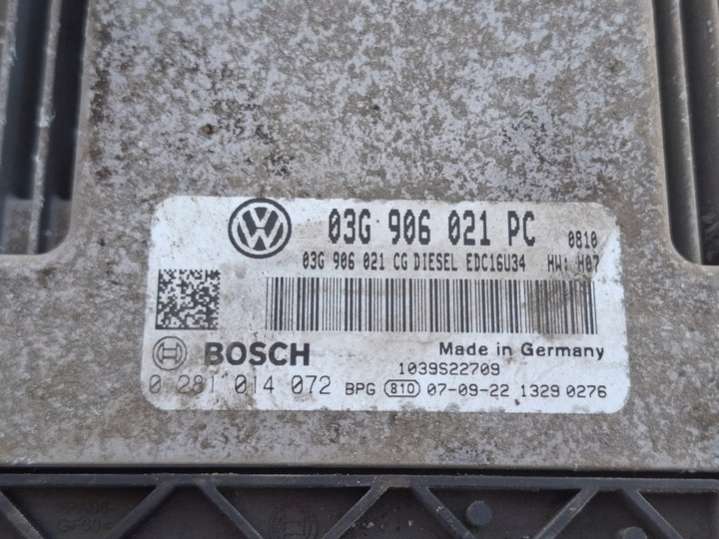 03G 906 021 PC 0810
03G 906 021 CG DIESEL EDC16U34 HW: H07
BOSCH Made in Germany
1039S22709
0 281 014 072 BPG 810 07-09-22 1329 0276